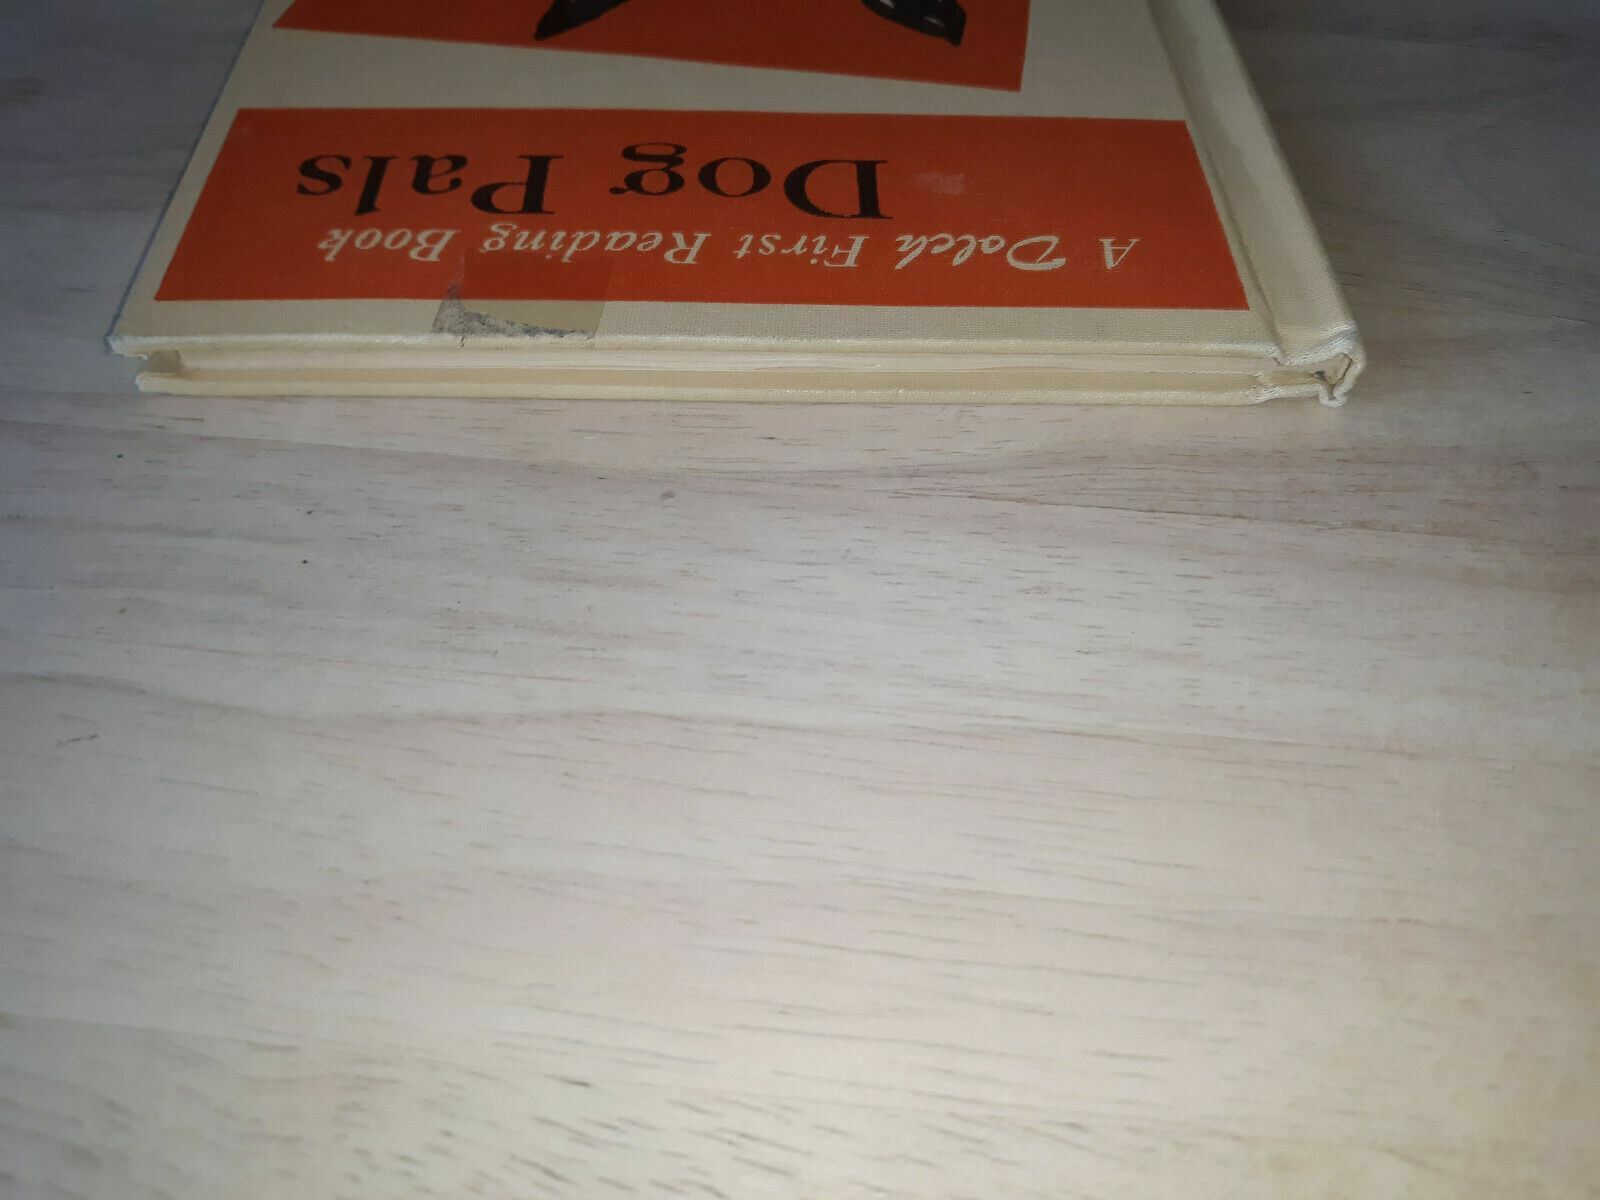 A Dolch First Reading Book
Dog Pals